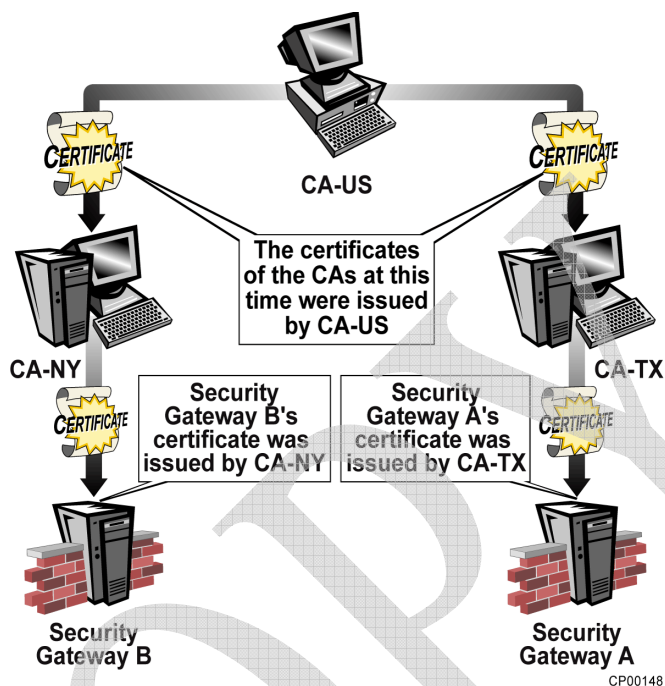 CERTIFICATE
CERTIFICATE
CA-US
The certificates
of the CAs at this
time were issued
by CA-US
CA-NY
CA-TX
CERTIFICATE
Security
Gateway B's
certificate was
issued by CA-NY
Security
Gateway A's
certificate was
issued by CA-TX
CERTIFICATE
Security
Gateway B
Security
Gateway A
CP00148